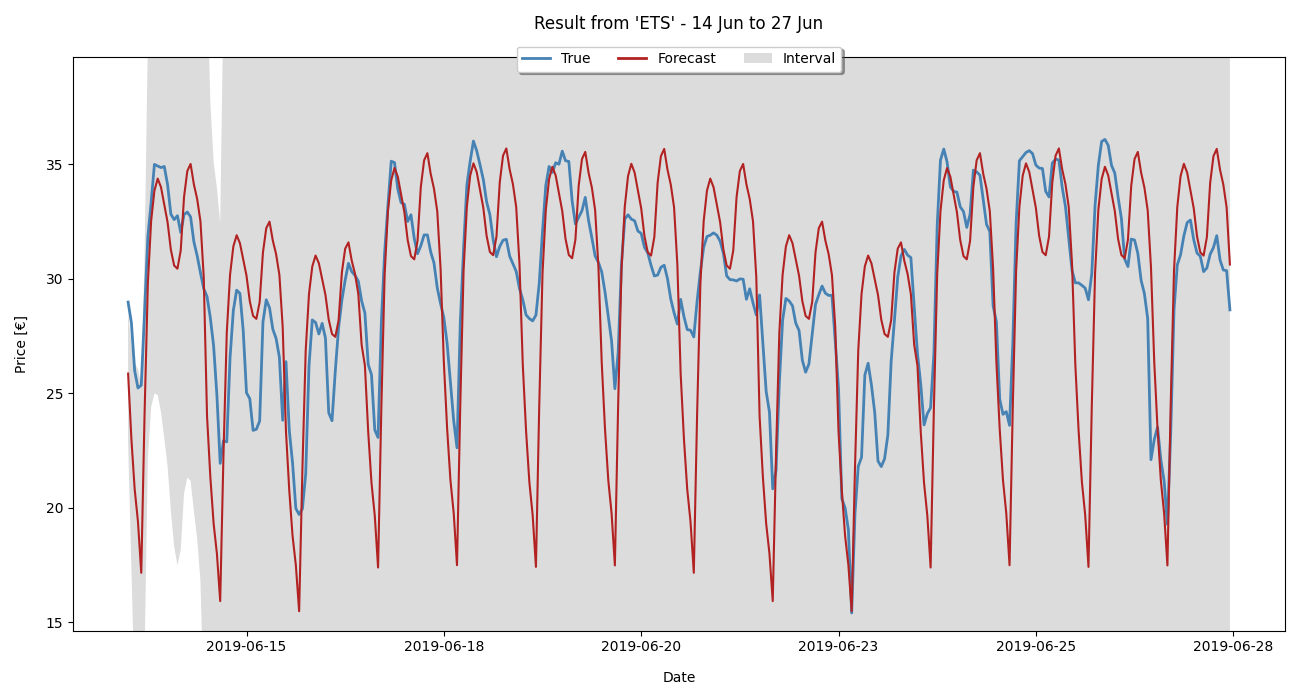 Result from 'ETS' - 14 Jun to 27 Jun
True Forecast Interval
35
30
25
20
15
Price [€]
2019-06-15 2019-06-18 2019-06-20 2019-06-23 2019-06-25 2019-06-28
Date